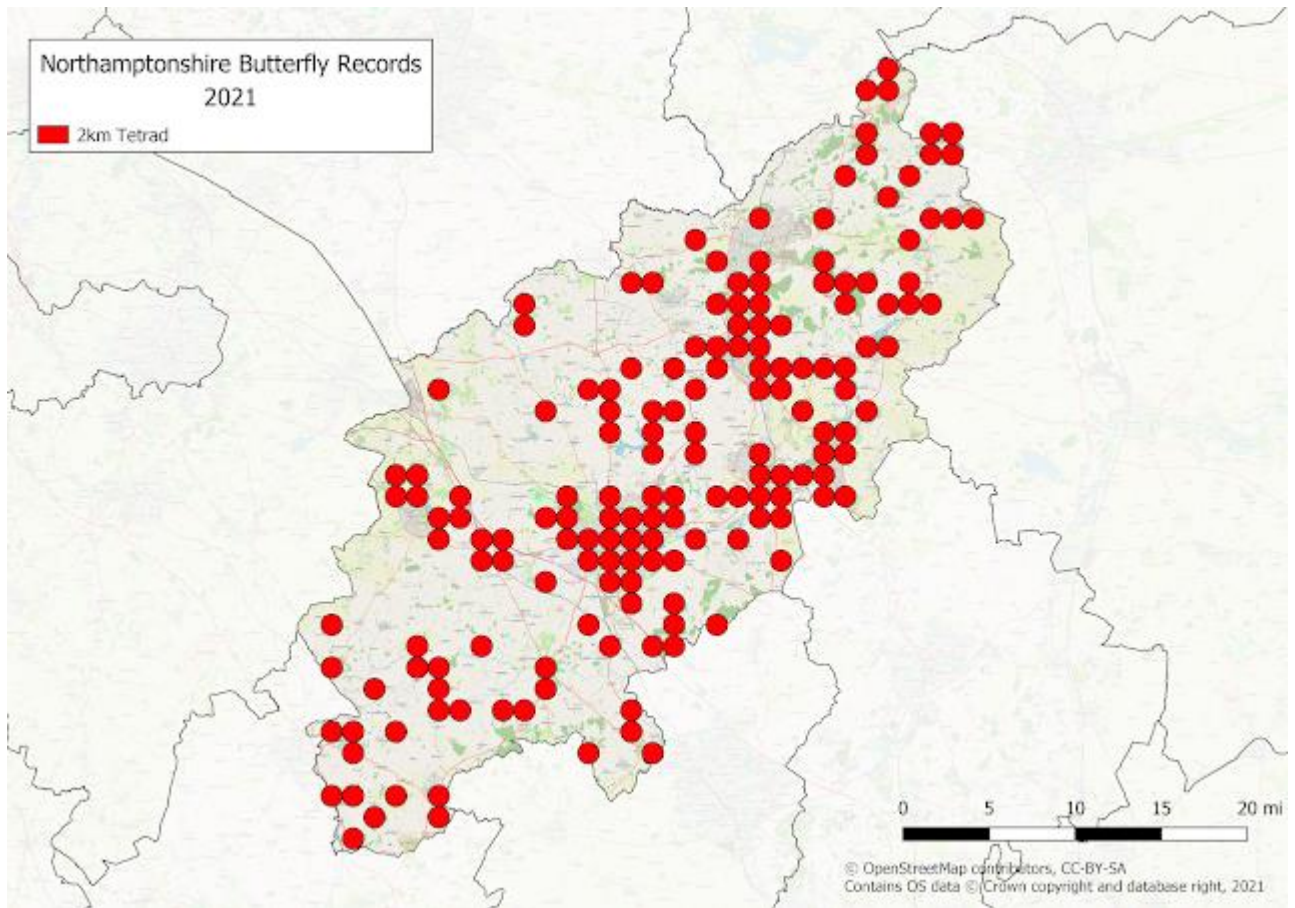 Northamptonshire Butterfly Records
2021
2km Tetrad
0 5 10 15 20 mi
© OpenStreetMap contributors, CC-BY-SA
Contains OS data © Crown copyright and database right, 2021